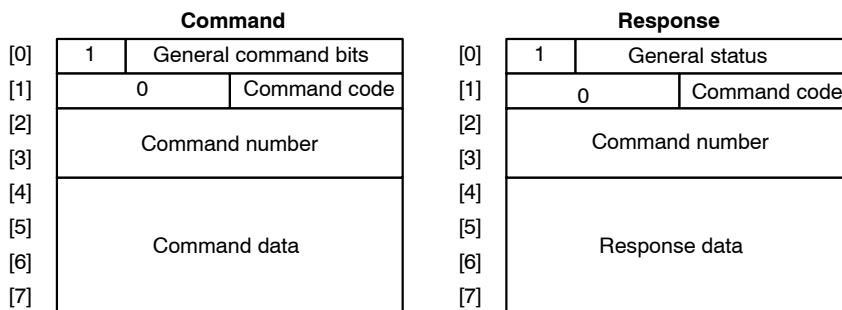 Command Response
[0] 1 General command bits [0] 1 General status
[1] 0 Command code [1] 0 Command code
[2] [2]
Command number Command number
[3] [3]
[4] [4]
[5] [5]
Command data Response data
[6] [6]
[7] [7]